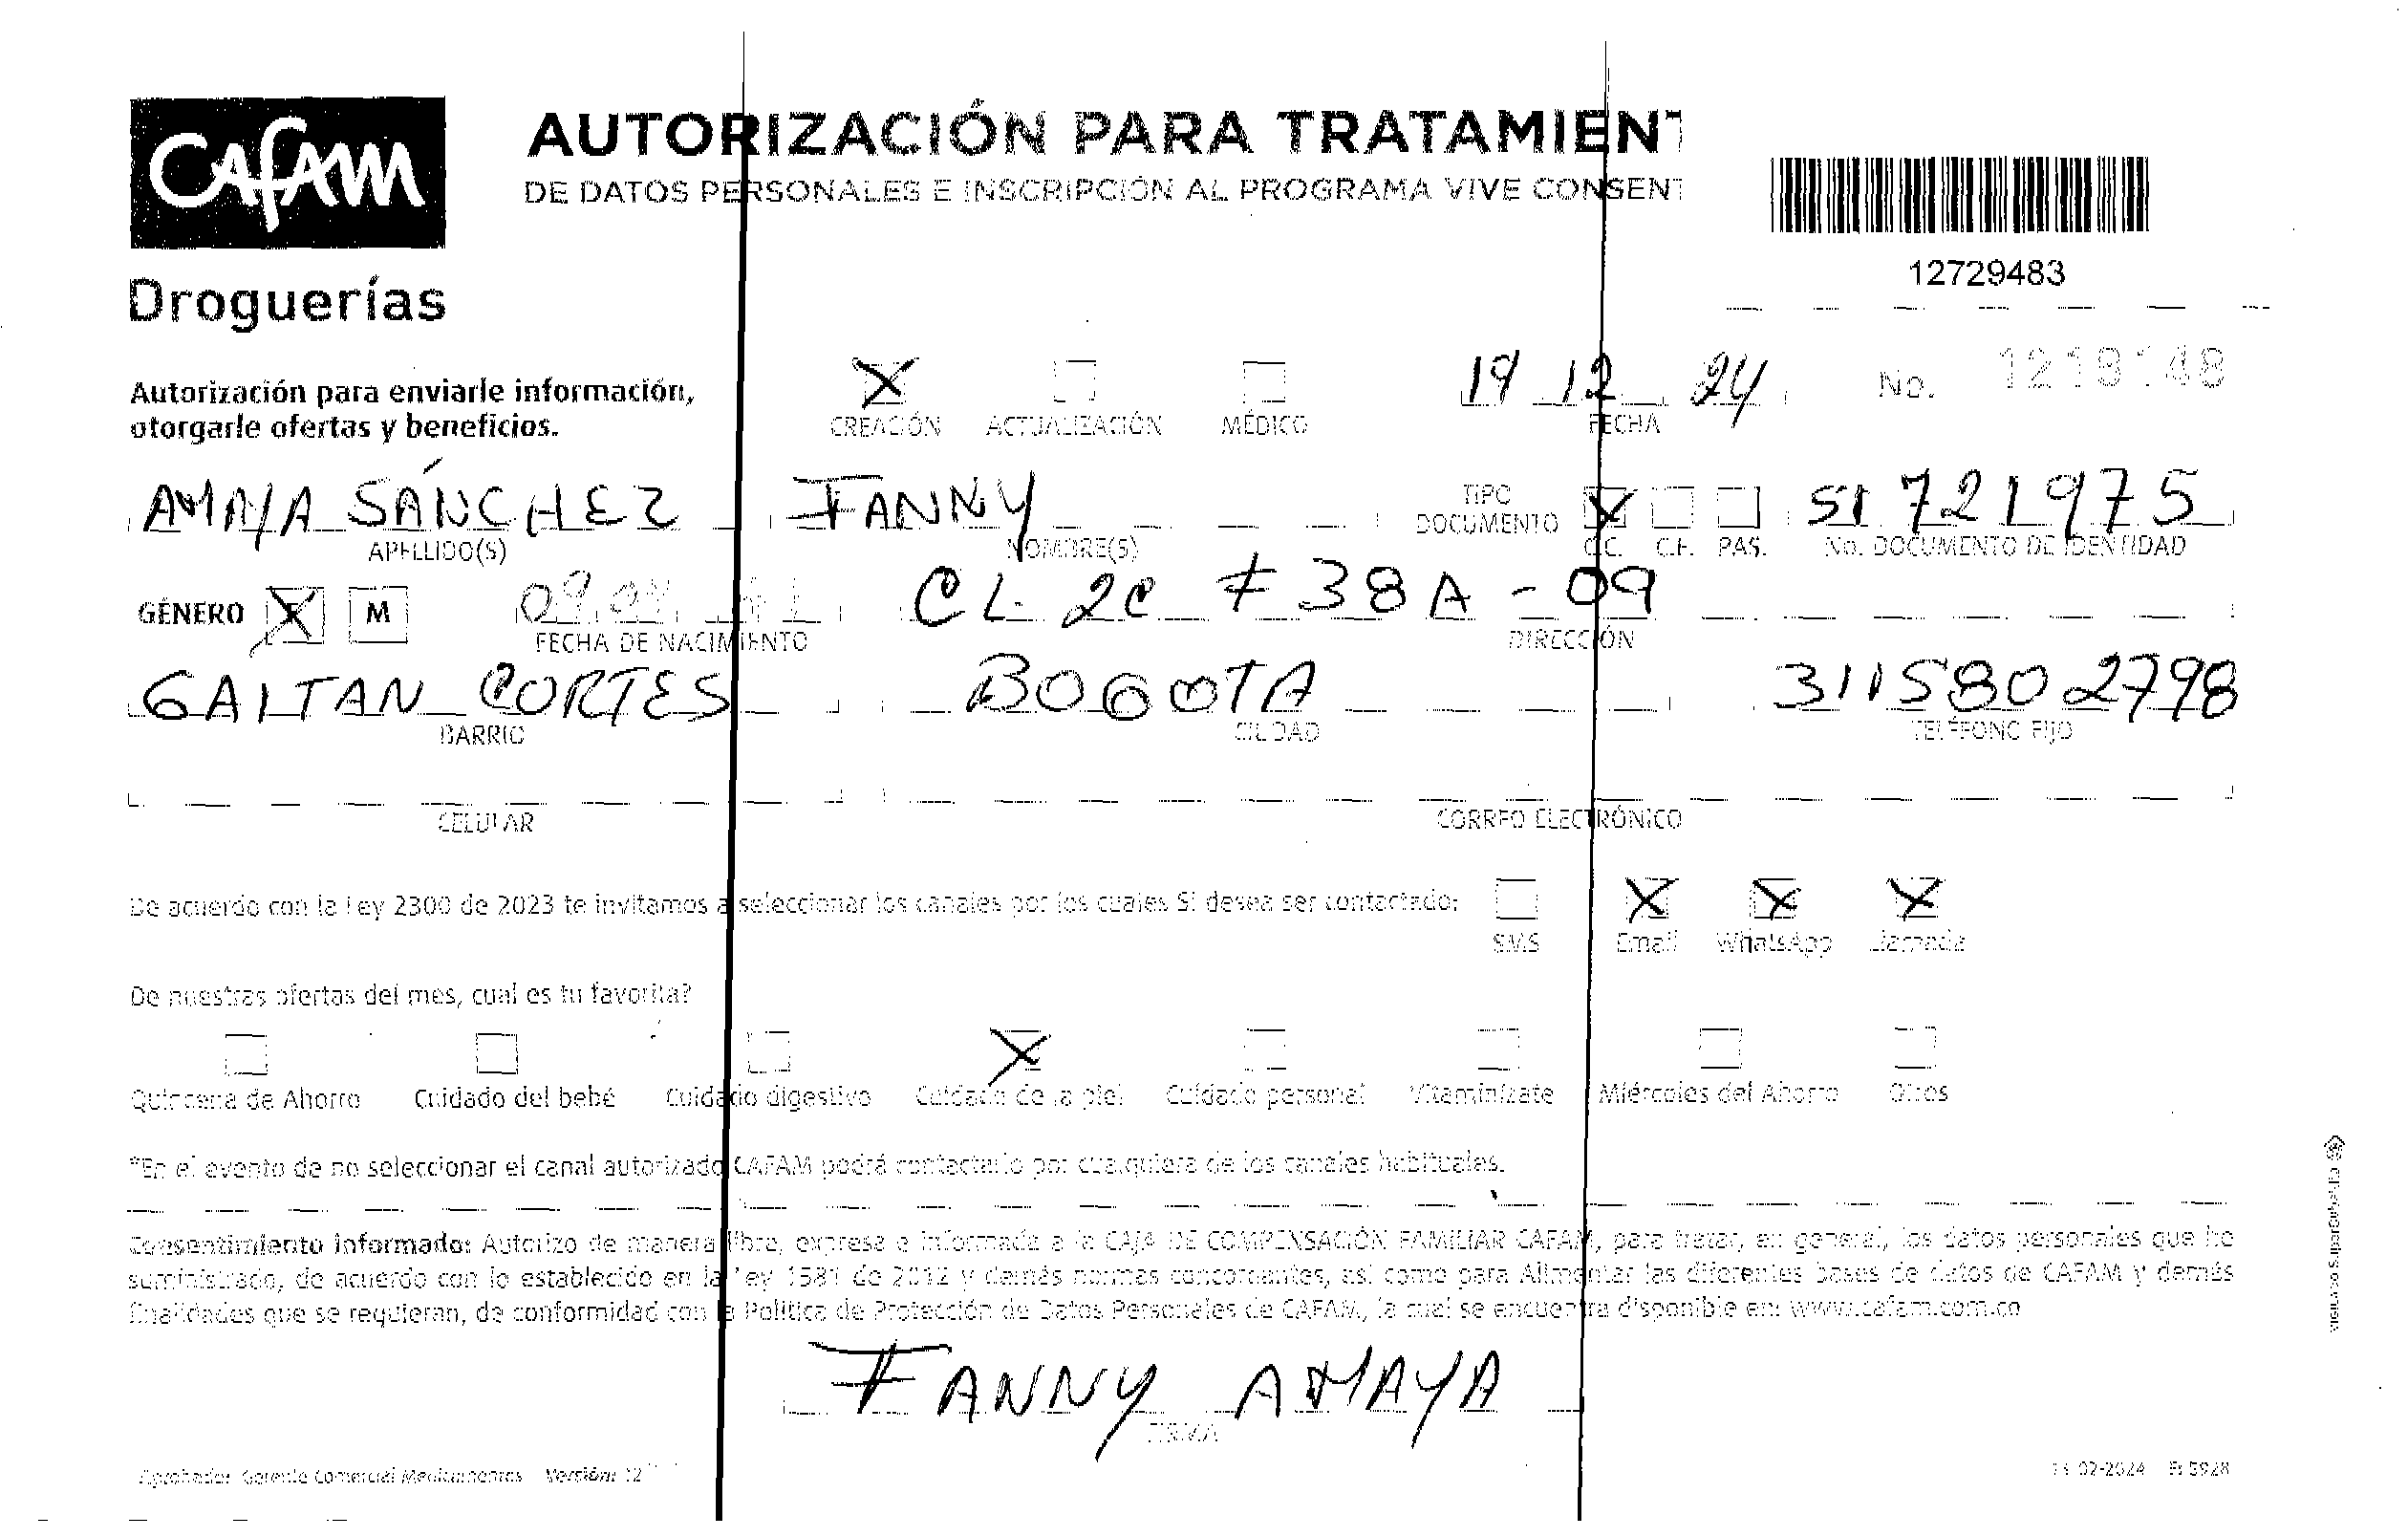 CAFAM
AUTORIZACIÓN PARA TRATAMIENT
DE DATOS PERSONALES E INSCRIPCIÓN AL PROGRAMA VIVE CONSENT
12729483
Droguerías
Autorización para enviarle información,
otorgarle ofertas y beneficios.
CREACIÓN ACTUALIZACIÓN MÉDICO
19 12 24
FECHA
No.
AMAYA SÁNCHEZ FANNY
APELLIDO(S) NOMBRE(S)
TIPO DOCUMENTO
C.C. C.E. PAS.
51721975
No. DOCUMENTO DE IDENTIDAD
GÉNERO F M
09 04
FECHA DE NACIMIENTO
CL 2C # 38A - 09
DIRECCIÓN
GAITAN CORTES BOGOTA 3115802798
BARRIO CIUDAD TELÉFONO FIJO
CELULAR CORREO ELECTRÓNICO
De acuerdo con la Ley 2300 de 2023 te invitamos a seleccionar los canales por los cuales SI desea ser contactado:
SMS Email WhatsApp Llamada
De nuestras ofertas del mes, cual es tu favorita?
Quincena de Ahorro Cuidado del bebé Cuidado digestivo Cuidado de la piel Cuidado personal Vitamínizate Miércoles del Ahorro Otros
*En el evento de no seleccionar el canal autorizado CAFAM podrá contactarlo por cualquiera de los canales habituales.
Consentimiento informado: Autorizo de manera libre, expresa e informada a la CAJA DE COMPENSACIÓN FAMILIAR CAFAM, para tratar, en general, los datos personales que he
suministrado, de acuerdo con lo establecido en la Ley 1581 de 2012 y demás normas concordantes, así como para Alimentar las diferentes bases de datos de CAFAM y demás
finalidades que se requieran, de conformidad con la Política de Protección de Datos Personales de CAFAM, la cual se encuentra disponible en: www.cafam.com.co
FANNY AMAYA
FIRMA
Aprobador Gerente Comercial Medicamentos Versión: 12